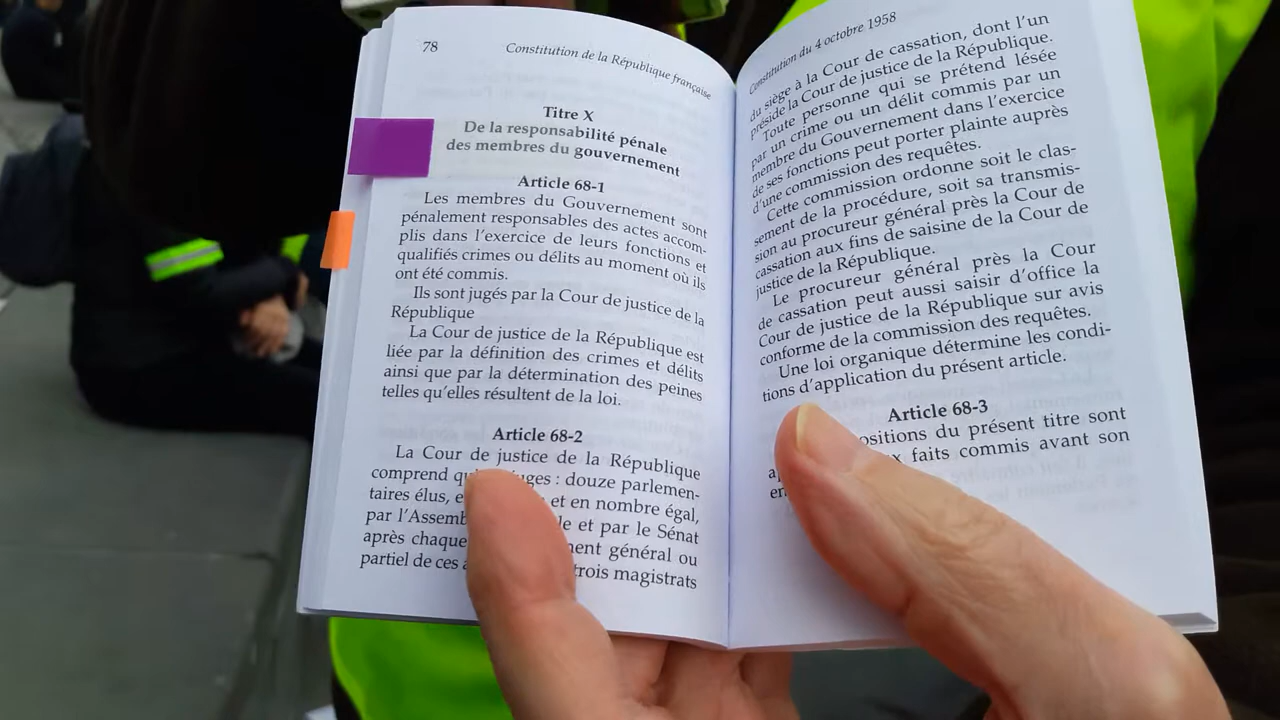 78
Constitution de la République française
Titre X
De la responsabilité pénale
des membres du gouvernement
Article 68-1
Les membres du Gouvernement sont
pénalement responsables des actes accom-
plis dans l'exercice de leurs fonctions et
qualifiés crimes ou délits au moment où ils
ont été commis.
Ils sont jugés par la Cour de justice de la
République
La Cour de justice de la République est
liée par la définition des crimes et délits
ainsi que par la détermination des peines
telles qu'elles résultent de la loi.
Article 68-2
La Cour de justice de la République
comprend juges : douze parlemen-
taires élus, et en nombre égal,
par et par le Sénat
après chaque général ou
partiel de ces trois magistrats
Constitution du 4 octobre 1958
du siège à la Cour de cassation, dont l'un
préside la Cour de justice de la République.
Toute personne qui se prétend lésée
par un crime ou un délit commis par un
membre du Gouvernement dans l'exercice
de ses fonctions peut porter plainte auprès
d'une commission des requêtes.
Cette commission ordonne soit le clas-
sement de la procédure, soit sa transmis-
sion au procureur général près la Cour de
cassation aux fins de saisine de la Cour de
justice de la République.
Le procureur général près la Cour
de cassation peut aussi saisir d'office la
Cour de justice de la République sur avis
conforme de la commission des requêtes.
Une loi organique détermine les condi-
tions d'application du présent article.
Article 68-3
du présent titre sont
faits commis avant son